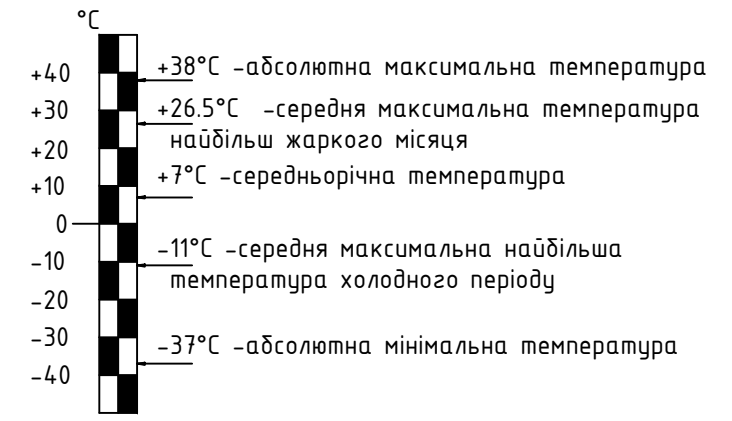 °C
+40
+38°C -абсолютна максимальна температура
+30
+26.5°C -середня максимальна температура
найбільш жаркого місяця
+20
+10
+7°C -середньорічна температура
0
-10
-11°C -середня максимальна найбільша
температура холодного періоду
-20
-30
-37°C -абсолютна мінімальна температура
-40